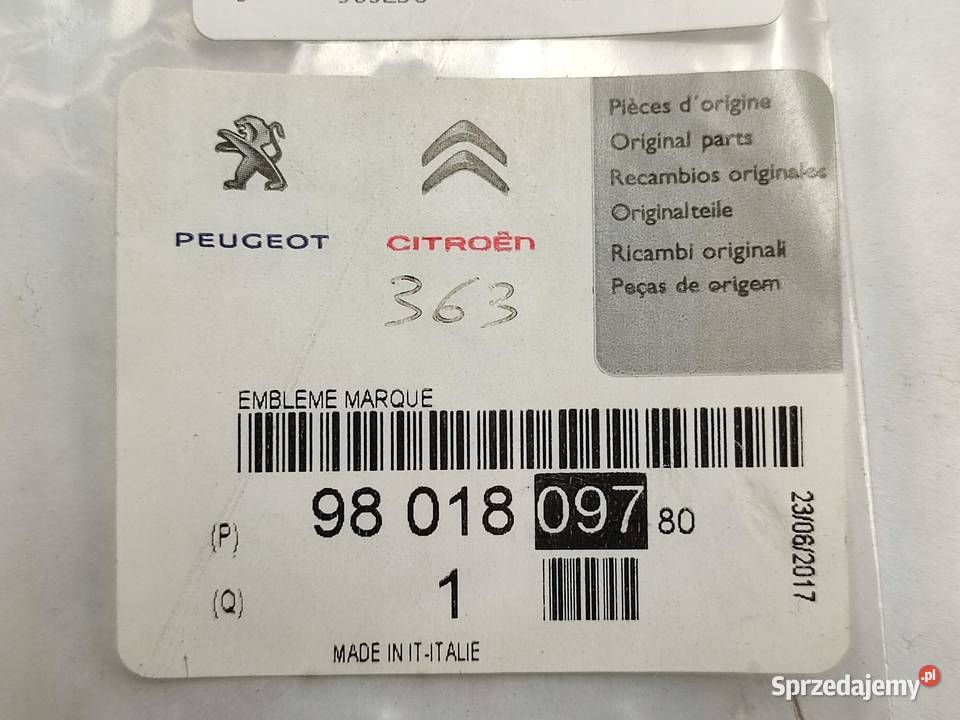 Pièces d'origine
Original parts
Recambios originales
Originalteile
Ricambi originali
Peças de origem
PEUGEOT CITROËN
363
EMBLEME MARQUE
(P) 98 018 097 80
(Q) 1
23/06/2017
MADE IN IT-ITALIE
Sprzedajemy.pl